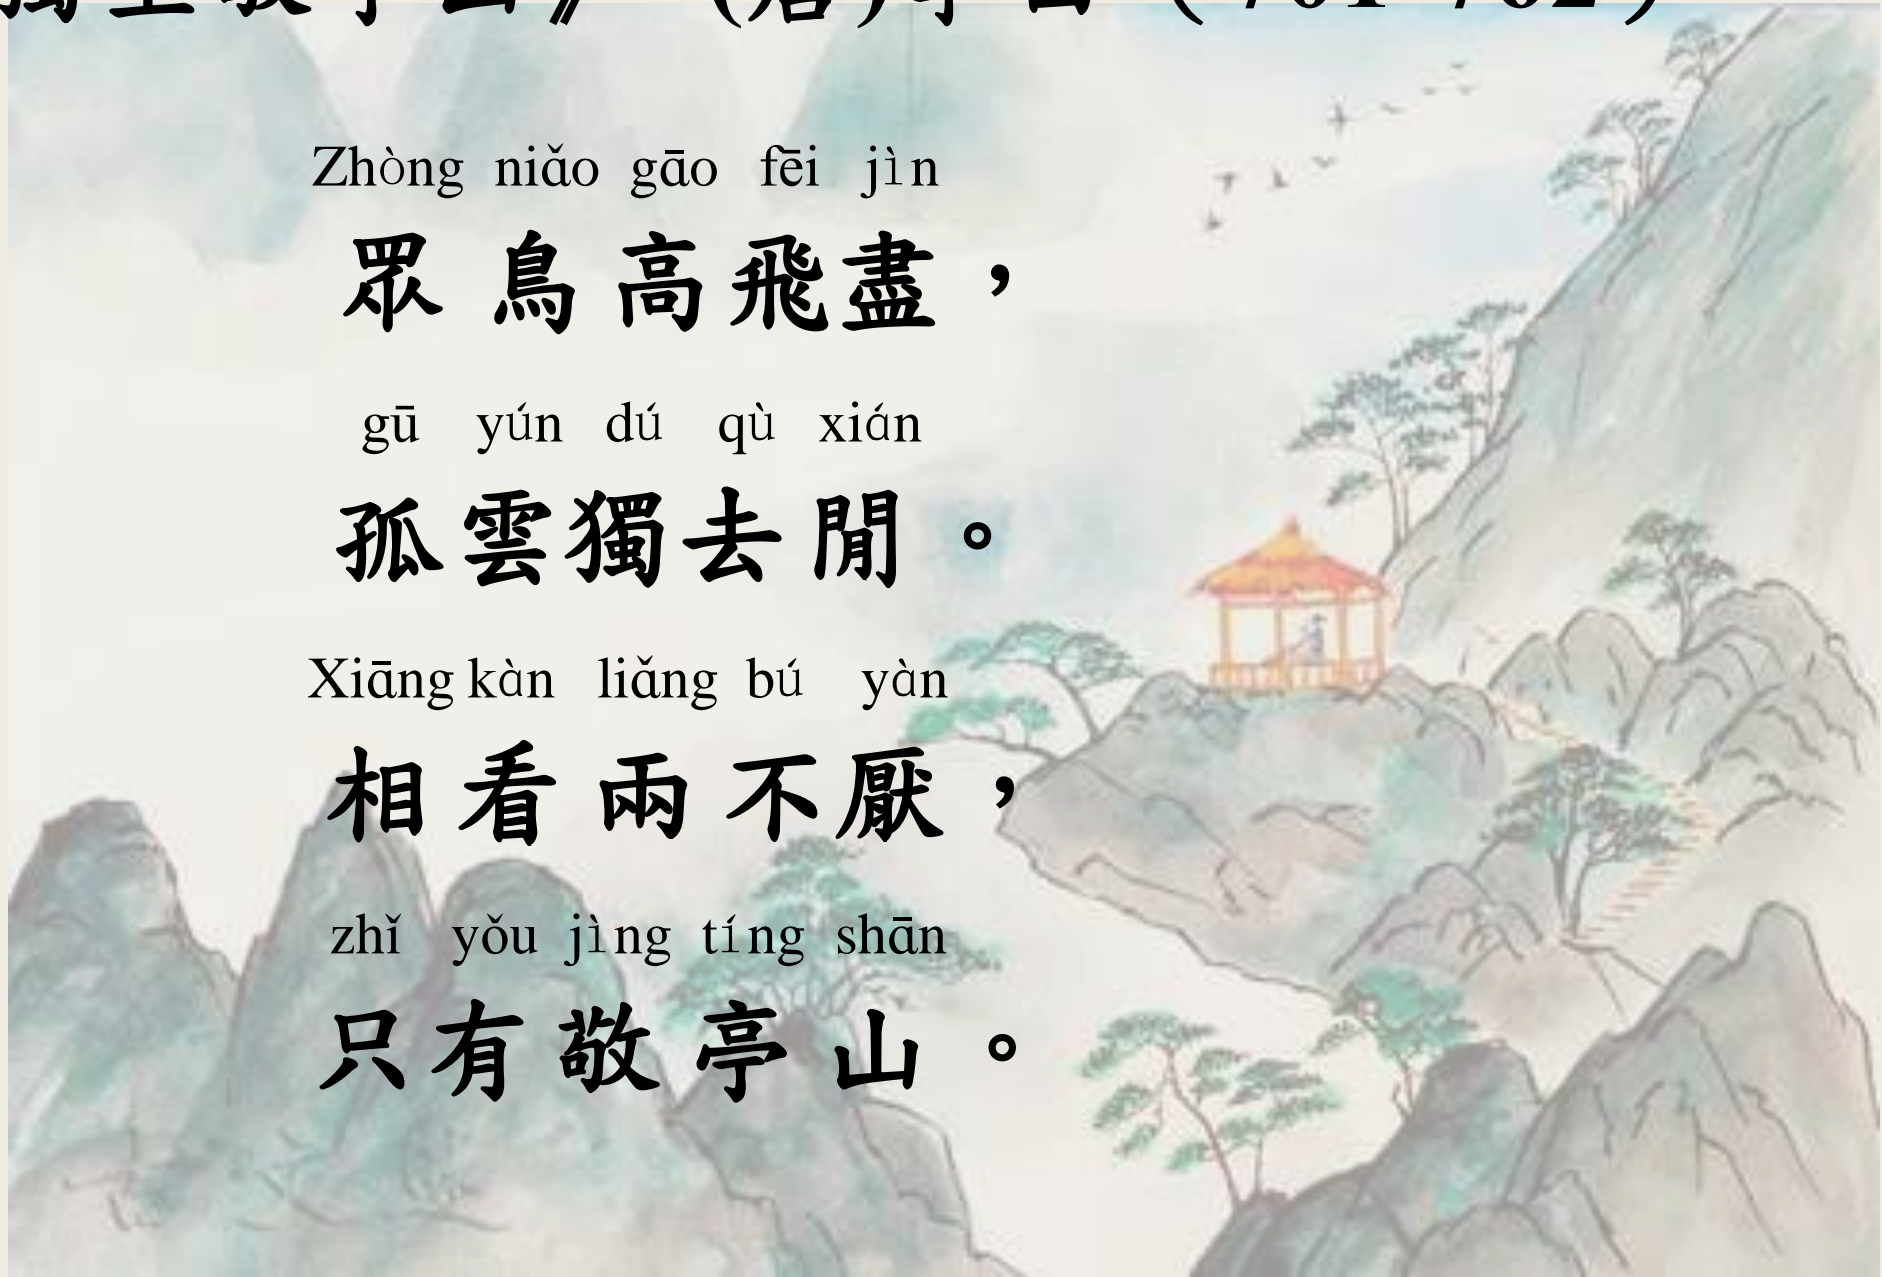 Zhòng niǎo gāo fēi jìn
眾鳥高飛盡，
gū yún dú qù xián
孤雲獨去閒。
Xiāng kàn liǎng bú yàn
相看兩不厭，
zhǐ yǒu jìng tíng shān
只有敬亭山。